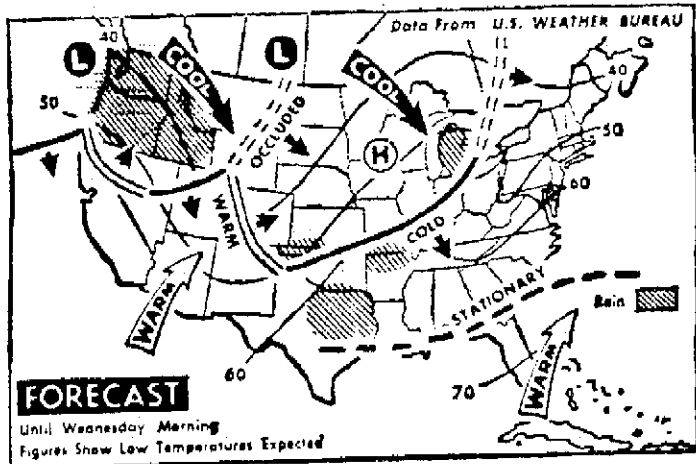 Data From U.S. WEATHER BUREAU
40
L
COOL
L
COOL
40
50
OCCLUDED
H
50
60
WARM
COLD
WARM
STATIONARY
Rain
60
70
WARM
FORECAST
Until Wednesday Morning
Figures Show Low Temperatures Expected